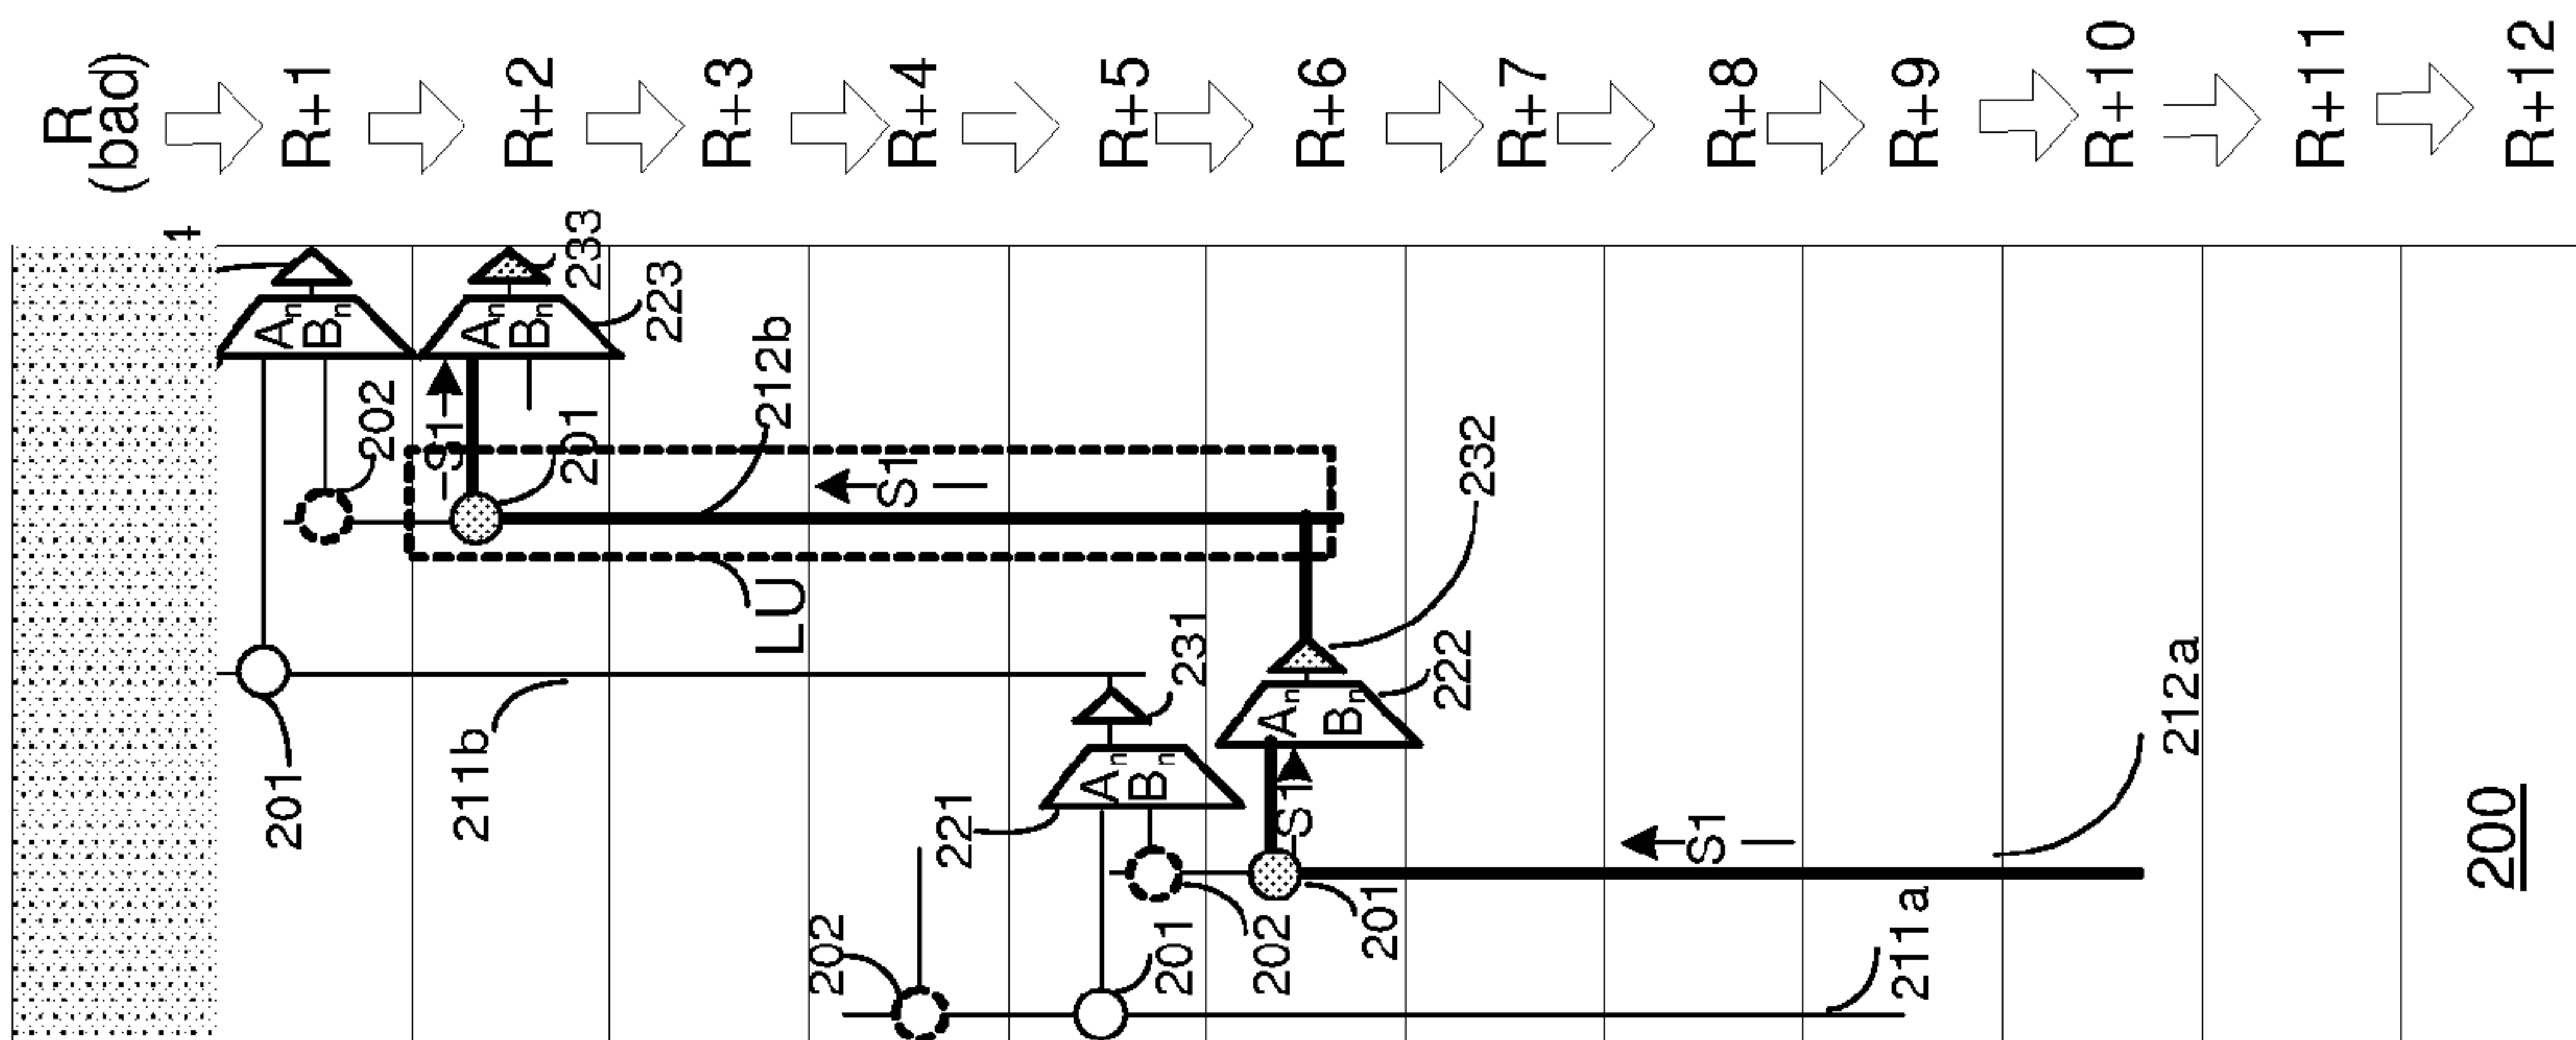 R
(bad)
R+1
R+2
R+3
R+4
R+5
R+6
R+7
R+8
R+9
R+10
R+11
R+12
233
An
Bn
An
Bn
223
202
S1
201
212b
S1
232
LU
231
201
211b
An
Bn
222
221
An
Bn
S1
212a
S1
202
201
202
201
211a
200